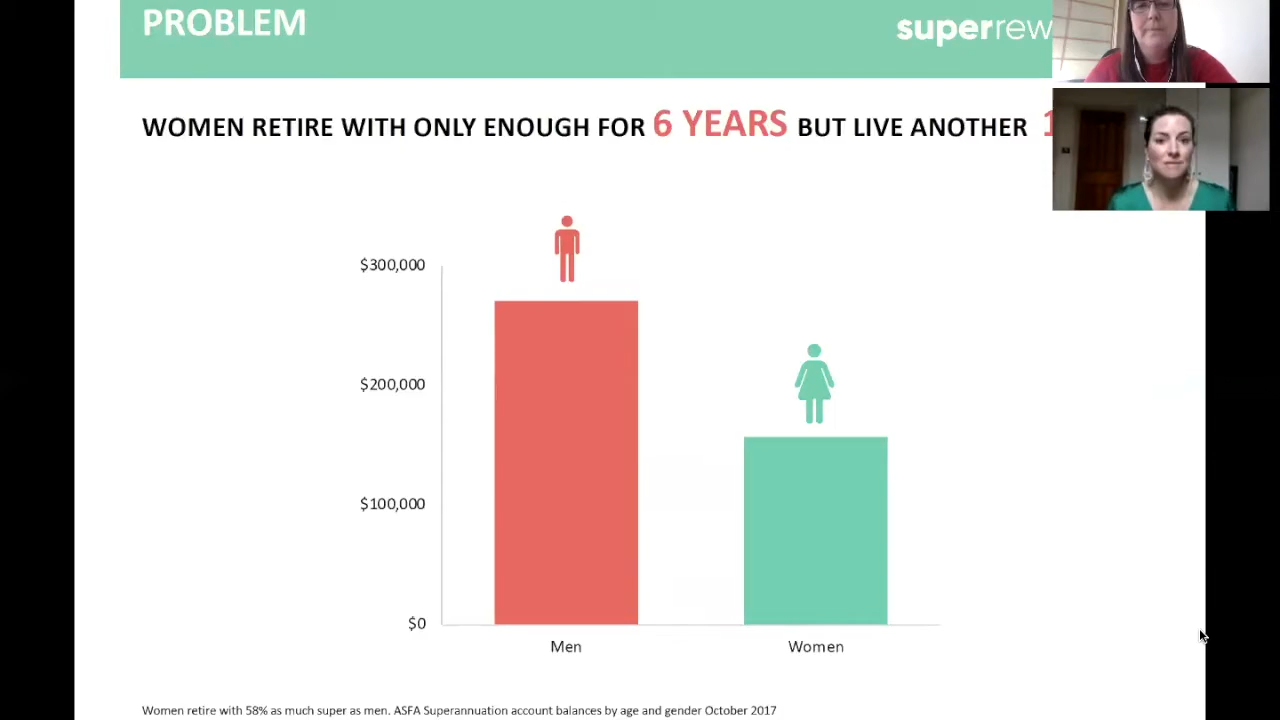 PROBLEM
superrew
WOMEN RETIRE WITH ONLY ENOUGH FOR 6 YEARS BUT LIVE ANOTHER
$300,000
$200,000
$100,000
$0
Men Women
Women retire with 58% as much super as men. ASFA Superannuation account balances by age and gender October 2017